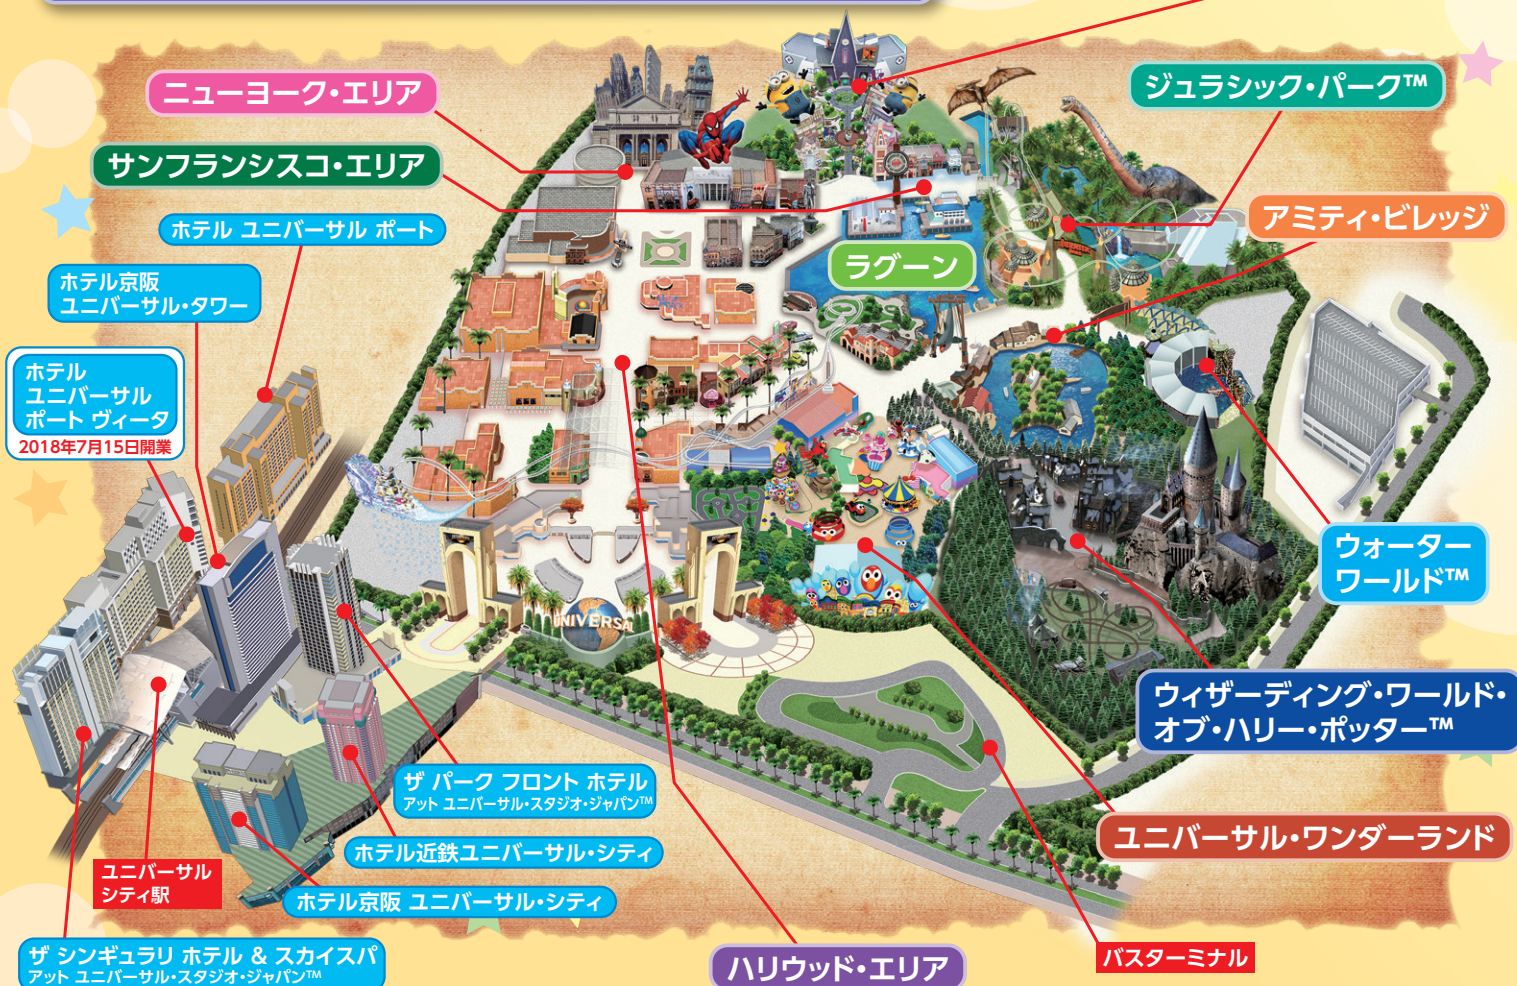 ニューヨーク・エリア
ジュラシック・パーク™
サンフランシスコ・エリア
アミティ・ビレッジ
ホテル ユニバーサル ポート
ラグーン
ホテル京阪
ユニバーサル・タワー
ホテル
ユニバーサル
ポート ヴィータ
2018年7月15日開業
ウォーター
ワールド™
UNIVERSA
ウィザーディング・ワールド・
オブ・ハリー・ポッター™
ザ パーク フロント ホテル
アット ユニバーサル・スタジオ・ジャパン™
ユニバーサル・ワンダーランド
ホテル近鉄ユニバーサル・シティ
ユニバーサル
シティ駅
ホテル京阪 ユニバーサル・シティ
ザ シンギュラリ ホテル & スカイスパ
アット ユニバーサル・スタジオ・ジャパン™
ハリウッド・エリア
バスターミナル